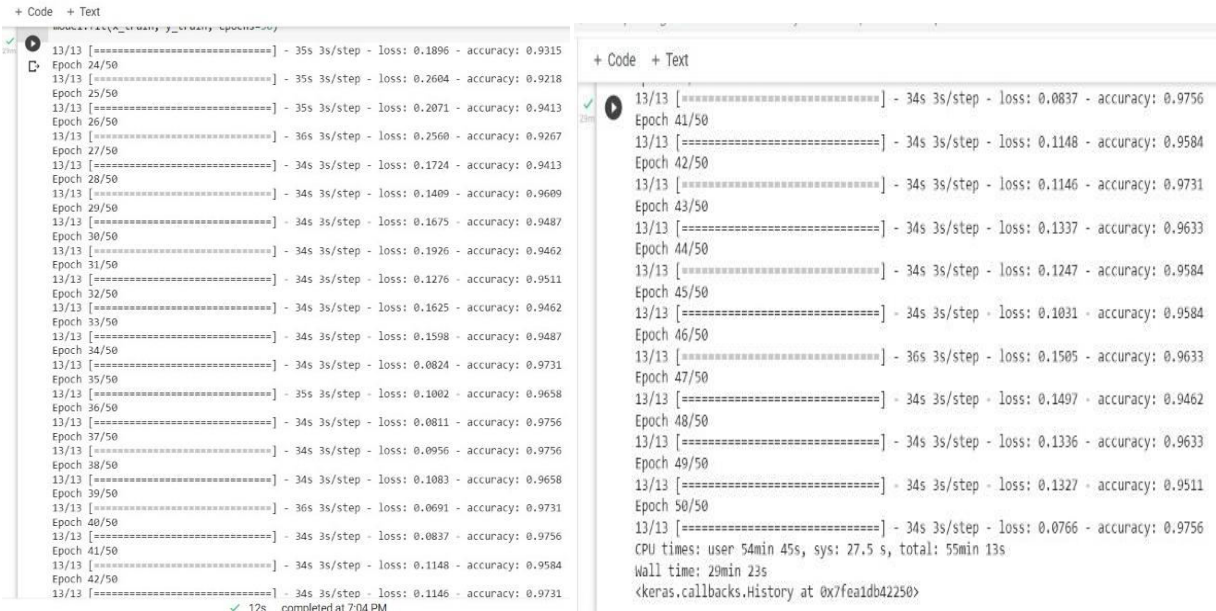 + Code + Text
model.fit(x_train, y_train, epochs=50)
13/13 [==============================] - 35s 3s/step - loss: 0.1896 - accuracy: 0.9315
Epoch 24/50
13/13 [==============================] - 35s 3s/step - loss: 0.2604 - accuracy: 0.9218
Epoch 25/50
13/13 [==============================] - 35s 3s/step - loss: 0.2071 - accuracy: 0.9413
Epoch 26/50
13/13 [==============================] - 36s 3s/step - loss: 0.2560 - accuracy: 0.9267
Epoch 27/50
13/13 [==============================] - 34s 3s/step - loss: 0.1724 - accuracy: 0.9413
Epoch 28/50
13/13 [==============================] - 34s 3s/step - loss: 0.1409 - accuracy: 0.9609
Epoch 29/50
13/13 [==============================] - 34s 3s/step - loss: 0.1675 - accuracy: 0.9487
Epoch 30/50
13/13 [==============================] - 34s 3s/step - loss: 0.1926 - accuracy: 0.9462
Epoch 31/50
13/13 [==============================] - 34s 3s/step - loss: 0.1276 - accuracy: 0.9511
Epoch 32/50
13/13 [==============================] - 34s 3s/step - loss: 0.1625 - accuracy: 0.9462
Epoch 33/50
13/13 [==============================] - 34s 3s/step - loss: 0.1598 - accuracy: 0.9487
Epoch 34/50
13/13 [==============================] - 34s 3s/step - loss: 0.0824 - accuracy: 0.9731
Epoch 35/50
13/13 [==============================] - 35s 3s/step - loss: 0.1002 - accuracy: 0.9658
Epoch 36/50
13/13 [==============================] - 34s 3s/step - loss: 0.0811 - accuracy: 0.9756
Epoch 37/50
13/13 [==============================] - 34s 3s/step - loss: 0.0956 - accuracy: 0.9756
Epoch 38/50
13/13 [==============================] - 34s 3s/step - loss: 0.1083 - accuracy: 0.9658
Epoch 39/50
13/13 [==============================] - 36s 3s/step - loss: 0.0691 - accuracy: 0.9731
Epoch 40/50
13/13 [==============================] - 34s 3s/step - loss: 0.0837 - accuracy: 0.9756
Epoch 41/50
13/13 [==============================] - 34s 3s/step - loss: 0.1148 - accuracy: 0.9584
Epoch 42/50
13/13 [==============================] - 34s 3s/step - loss: 0.1146 - accuracy: 0.9731
12s completed at 7:04 PM
+ Code + Text
29m
13/13 [==============================] - 34s 3s/step - loss: 0.0837 - accuracy: 0.9756
Epoch 41/50
13/13 [==============================] - 34s 3s/step - loss: 0.1148 - accuracy: 0.9584
Epoch 42/50
13/13 [==============================] - 34s 3s/step - loss: 0.1146 - accuracy: 0.9731
Epoch 43/50
13/13 [==============================] - 34s 3s/step - loss: 0.1337 - accuracy: 0.9633
Epoch 44/50
13/13 [==============================] - 34s 3s/step - loss: 0.1247 - accuracy: 0.9584
Epoch 45/50
13/13 [==============================] - 34s 3s/step - loss: 0.1031 - accuracy: 0.9584
Epoch 46/50
13/13 [==============================] - 36s 3s/step - loss: 0.1505 - accuracy: 0.9633
Epoch 47/50
13/13 [==============================] - 34s 3s/step - loss: 0.1497 - accuracy: 0.9462
Epoch 48/50
13/13 [==============================] - 34s 3s/step - loss: 0.1336 - accuracy: 0.9633
Epoch 49/50
13/13 [==============================] - 34s 3s/step - loss: 0.1327 - accuracy: 0.9511
Epoch 50/50
13/13 [==============================] - 34s 3s/step - loss: 0.0766 - accuracy: 0.9756
CPU times: user 54min 45s, sys: 27.5 s, total: 55min 13s
Wall time: 29min 23s
<keras.callbacks.History at 0x7fea1db42250>